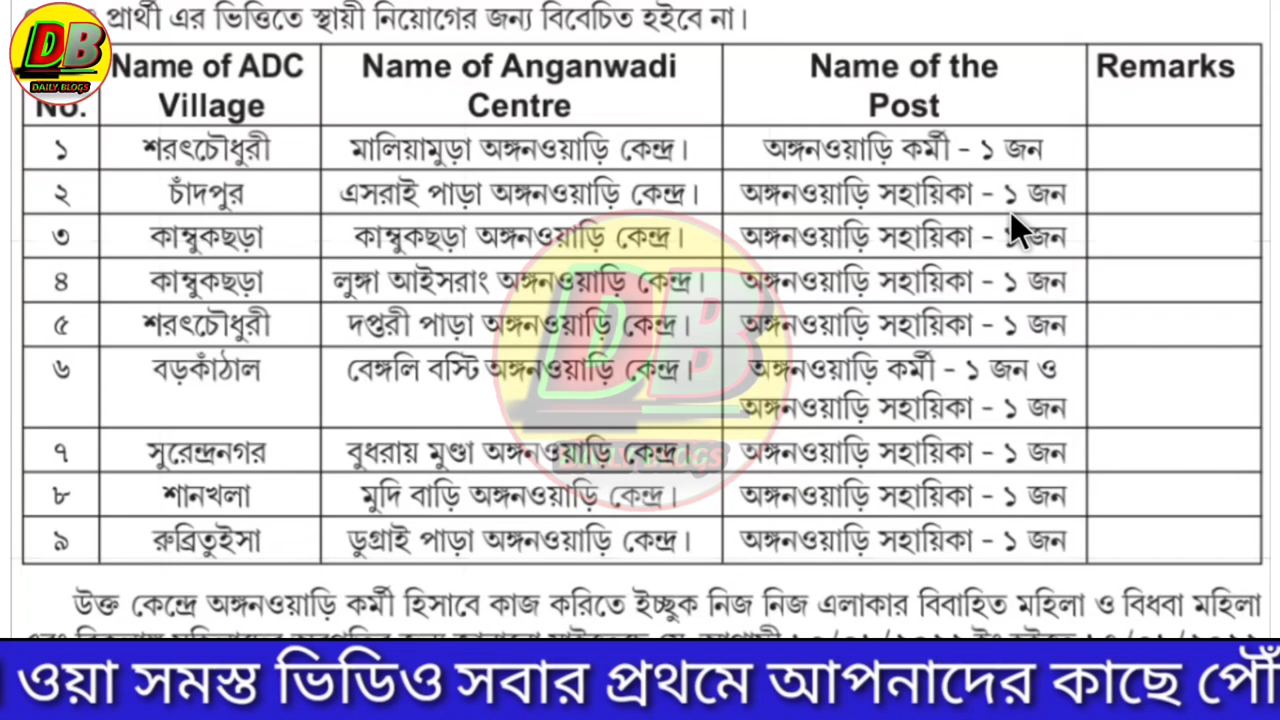 প্রার্থী এর ভিত্তিতে স্থায়ী নিয়োগের জন্য বিবেচিত হইবে না।
DB
DAILY BLOGS
No. Name of ADC Village Name of Anganwadi Centre Name of the Post Remarks
১ শরৎচৌধুরী মালিয়ামুড়া অঙ্গনওয়াড়ি কেন্দ্র। অঙ্গনওয়াড়ি কর্মী - ১ জন
২ চাঁদপুর এসরাই পাড়া অঙ্গনওয়াড়ি কেন্দ্র। অঙ্গনওয়াড়ি সহায়িকা - ১ জন
৩ কাম্বুকছড়া কাম্বুকছড়া অঙ্গনওয়াড়ি কেন্দ্র। অঙ্গনওয়াড়ি সহায়িকা - ১ জন
৪ কাম্বুকছড়া লুঙ্গা আইসরাং অঙ্গনওয়াড়ি কেন্দ্র। অঙ্গনওয়াড়ি সহায়িকা - ১ জন
৫ শরৎচৌধুরী দপ্তরী পাড়া অঙ্গনওয়াড়ি কেন্দ্র। অঙ্গনওয়াড়ি সহায়িকা - ১ জন
৬ বড়কাঁঠাল বেঙ্গলি বস্টি অঙ্গনওয়াড়ি কেন্দ্র। অঙ্গনওয়াড়ি কর্মী - ১ জন ও
অঙ্গনওয়াড়ি সহায়িকা - ১ জন
৭ সুরেন্দ্রনগর বুধরায় মুণ্ডা অঙ্গনওয়াড়ি কেন্দ্র। অঙ্গনওয়াড়ি সহায়িকা - ১ জন
৮ শানখলা মুদি বাড়ি অঙ্গনওয়াড়ি কেন্দ্র। অঙ্গনওয়াড়ি সহায়িকা - ১ জন
৯ রুব্রিতুইসা ডুগ্রাই পাড়া অঙ্গনওয়াড়ি কেন্দ্র। অঙ্গনওয়াড়ি সহায়িকা - ১ জন
DB
DAILY BLOGS
উক্ত কেন্দ্রে অঙ্গনওয়াড়ি কর্মী হিসাবে কাজ করিতে ইচ্ছুক নিজ নিজ এলাকার বিবাহিত মহিলা ও বিধবা মহিলা
ওয়া সমস্ত ভিডিও সবার প্রথমে আপনাদের কাছে পৌঁ